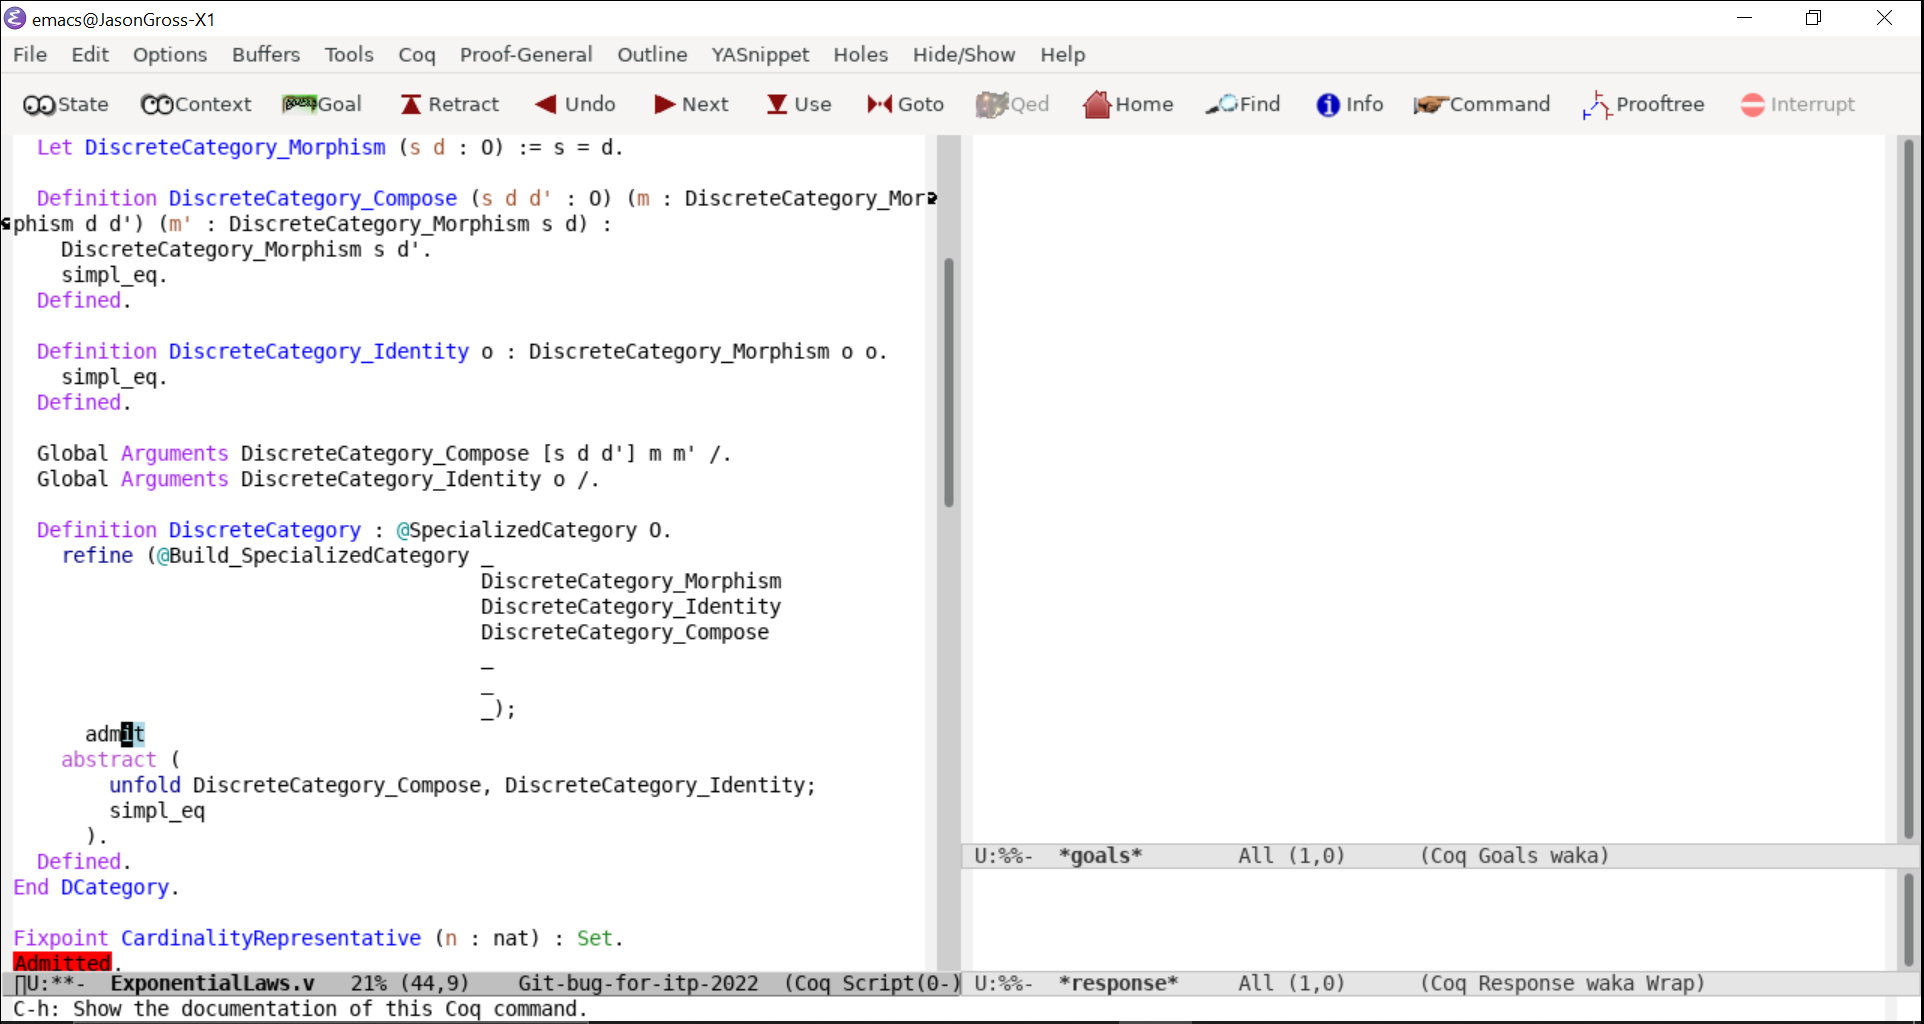 emacs@JasonGross-X1
File Edit Options Buffers Tools Coq Proof-General Outline YASnippet Holes Hide/Show Help
State Context Goal Retract Undo Next Use Goto Qed Home Find Info Command Prooftree Interrupt
Let DiscreteCategory_Morphism (s d : O) := s = d.
Definition DiscreteCategory_Compose (s d d' : O) (m : DiscreteCategory_Mor
phism d d') (m' : DiscreteCategory_Morphism s d) :
DiscreteCategory_Morphism s d'.
simpl_eq.
Defined.
Definition DiscreteCategory_Identity o : DiscreteCategory_Morphism o o.
simpl_eq.
Defined.
Global Arguments DiscreteCategory_Compose [s d d'] m m' /.
Global Arguments DiscreteCategory_Identity o /.
Definition DiscreteCategory : @SpecializedCategory O.
refine (@Build_SpecializedCategory _
DiscreteCategory_Morphism
DiscreteCategory_Identity
DiscreteCategory_Compose
_
_
_);
admit
abstract (
unfold DiscreteCategory_Compose, DiscreteCategory_Identity;
simpl_eq
).
Defined.
End DCategory.
Fixpoint CardinalityRepresentative (n : nat) : Set.
Admitted.
U:**- ExponentialLaws.v 21% (44,9) Git-bug-for-itp-2022 (Coq Script(0-)
U:%%- *goals* All (1,0) (Coq Goals waka)
U:%%- *response* All (1,0) (Coq Response waka Wrap)
C-h: Show the documentation of this Coq command.